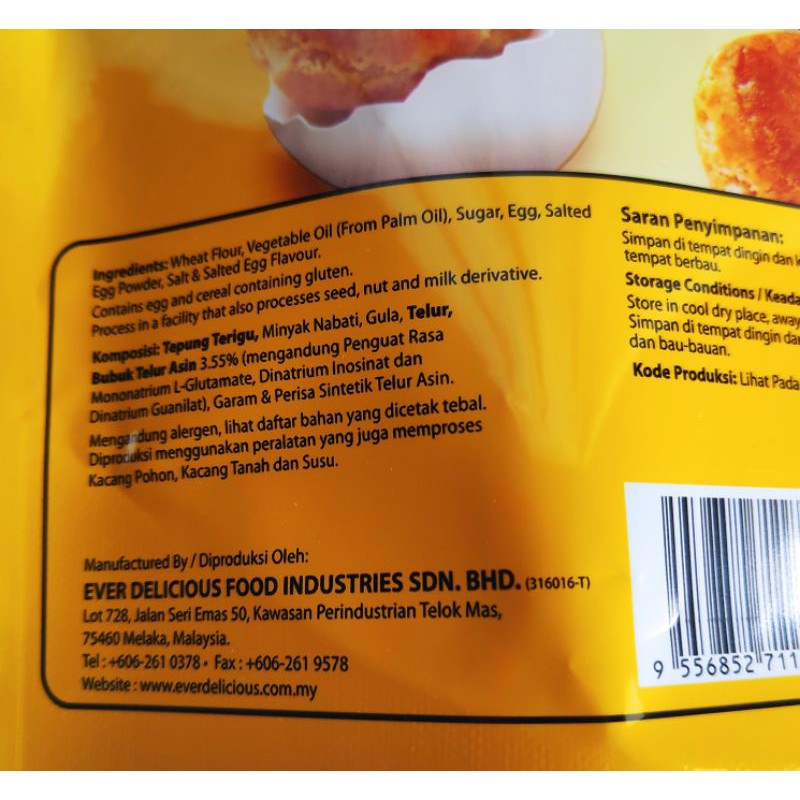 Ingredients: Wheat Flour, Vegetable Oil (From Palm Oil), Sugar, Egg, Salted
Egg Powder, Salt & Salted Egg Flavour.
Contains egg and cereal containing gluten.
Process in a facility that also processes seed, nut and milk derivative.
Komposisi: Tepung Terigu, Minyak Nabati, Gula, Telur,
Bubuk Telur Asin 3.55% (mengandung Penguat Rasa
Mononatrium L-Glutamate, Dinatrium Inosinat dan
Dinatrium Guanilat), Garam & Perisa Sintetik Telur Asin.
Mengandung alergen, lihat daftar bahan yang dicetak tebal.
Diproduksi menggunakan peralatan yang juga memproses
Kacang Pohon, Kacang Tanah dan Susu.
Manufactured By / Diproduksi Oleh:
EVER DELICIOUS FOOD INDUSTRIES SDN. BHD. (316016-T)
Lot 728, Jalan Seri Emas 50, Kawasan Perindustrian Telok Mas,
75460 Melaka, Malaysia.
Tel : +606-261 0378 • Fax : +606-261 9578
Website : www.everdelicious.com.my
Saran Penyimpanan:
Simpan di tempat dingin dan
tempat berbau.
Storage Conditions /
Store in cool dry place, away
Simpan di tempat dingin
dan bau-bauan.
Kode Produksi: Lihat Pada
9 556852 711